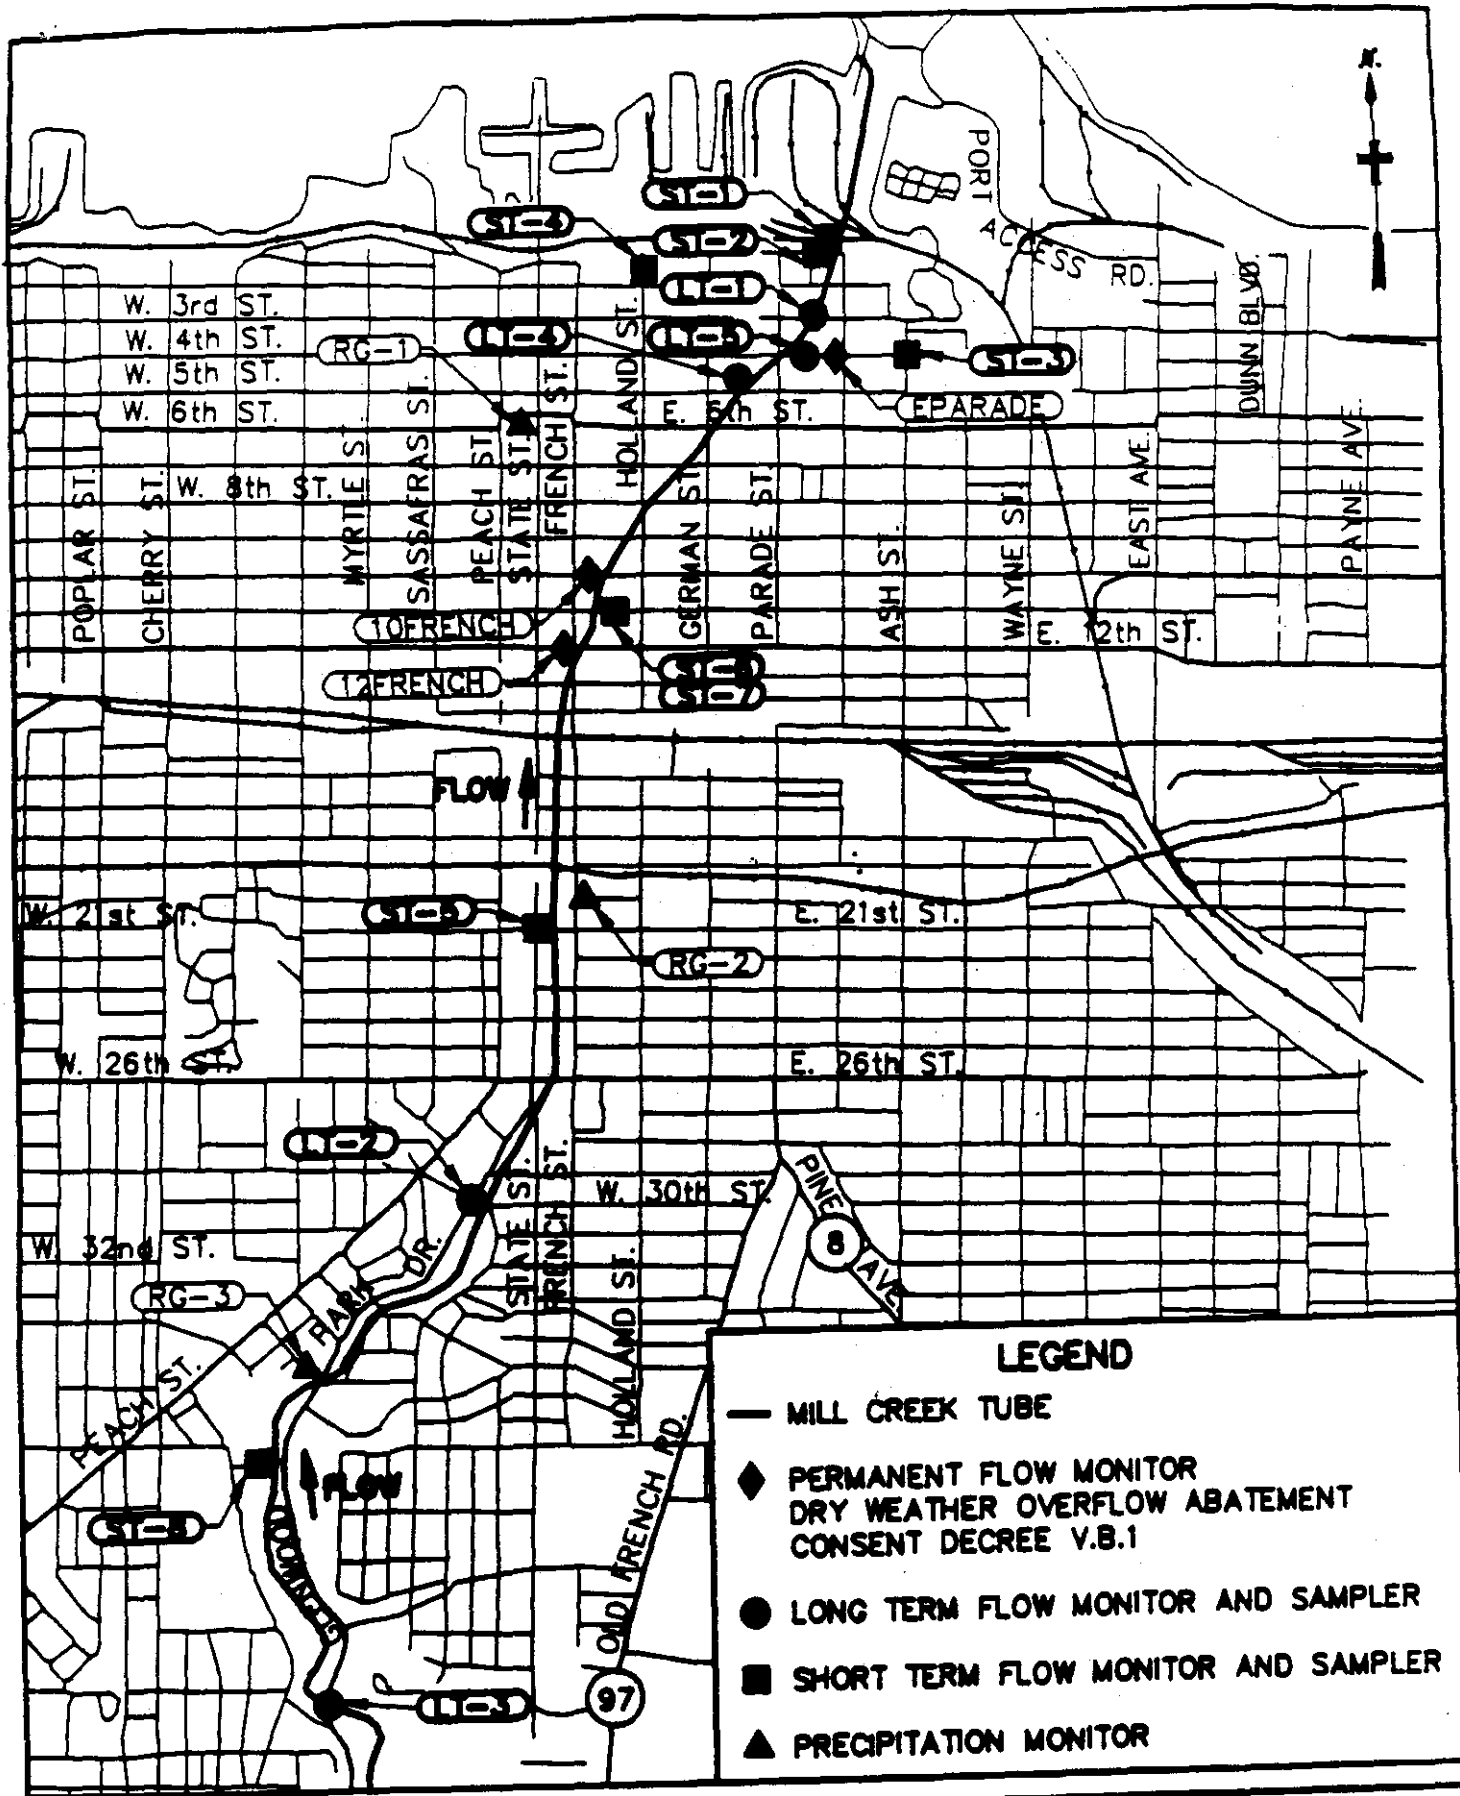 N.
PORT
ACCESS RD.
ST-1
ST-4
ST-2
LT-1
W. 3rd ST.
W. 4th ST.
W. 5th ST.
W. 6th ST.
RG-1
LT-4
LT-5
ST-3
EPARADE
E. 6th ST.
HOLLAND ST.
DUNN BLVD.
W. 8th ST.
POPLAR ST.
CHERRY ST.
MYRTLE ST.
SASSAFRAS ST.
PEACH ST
STATE ST.
FRENCH ST.
GERMAN ST.
PARADE ST.
ASH ST.
WAYNE ST.
EAST AVE.
PAYNE AVE.
10FRENCH
E. 12th ST.
12FRENCH
ST-6
ST-7
FLOW
W. 21st ST.
ST-5
E. 21st ST.
RG-2
W. 26th ST.
E. 26th ST.
LT-2
STATE ST.
FRENCH ST.
W. 30th ST.
PINE AVE.
8
W. 32nd ST.
RG-3
PARK DR.
HOLLAND ST.
PEACH ST.
FLOW
ST-8
OLD FRENCH RD.
LT-3
97
LEGEND
MILL CREEK TUBE
PERMANENT FLOW MONITOR
DRY WEATHER OVERFLOW ABATEMENT
CONSENT DECREE V.B.1
LONG TERM FLOW MONITOR AND SAMPLER
SHORT TERM FLOW MONITOR AND SAMPLER
PRECIPITATION MONITOR